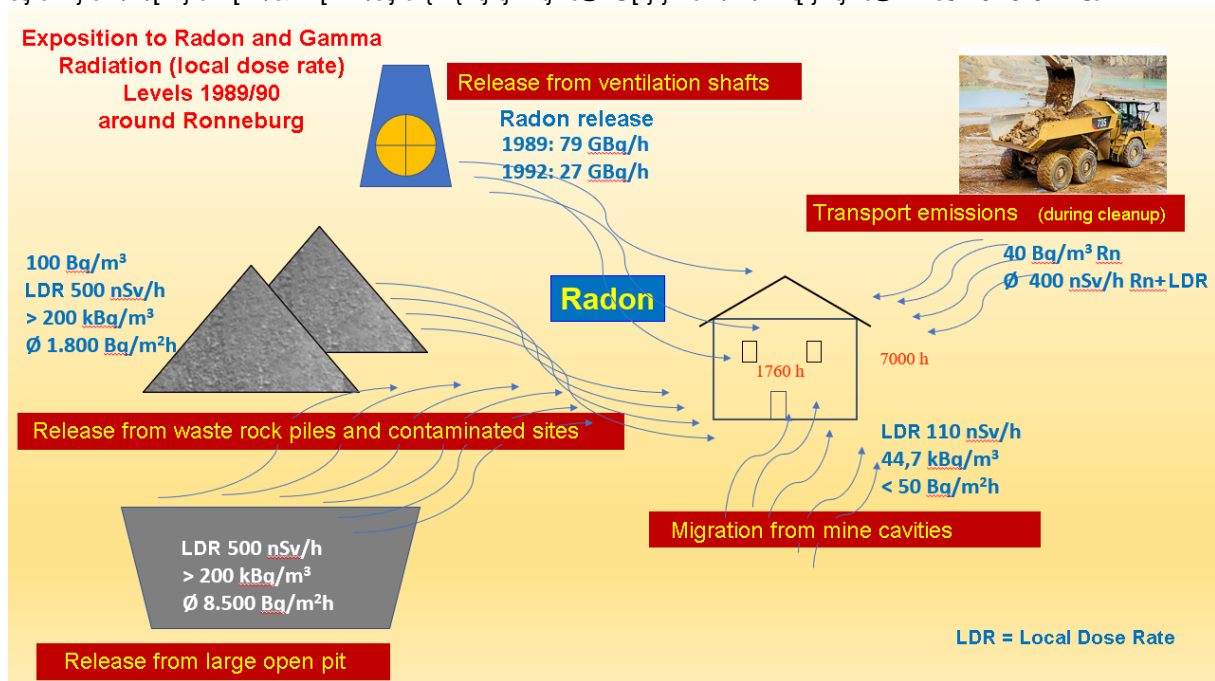 Exposition to Radon and Gamma
Radiation (local dose rate)
Levels 1989/90
around Ronneburg
Release from ventilation shafts
Radon release
1989: 79 GBq/h
1992: 27 GBq/h
735
Transport emissions (during cleanup)
40 Bq/m³ Rn
Ø 400 nSv/h Rn+LDR
100 Bq/m³
LDR 500 nSv/h
> 200 kBq/m³
Ø 1.800 Bq/m²h
Radon
1760 h
7000 h
Release from waste rock piles and contaminated sites
LDR 110 nSv/h
44,7 kBq/m³
< 50 Bq/m²h
Migration from mine cavities
LDR 500 nSv/h
> 200 kBq/m³
Ø 8.500 Bq/m²h
Release from large open pit
LDR = Local Dose Rate